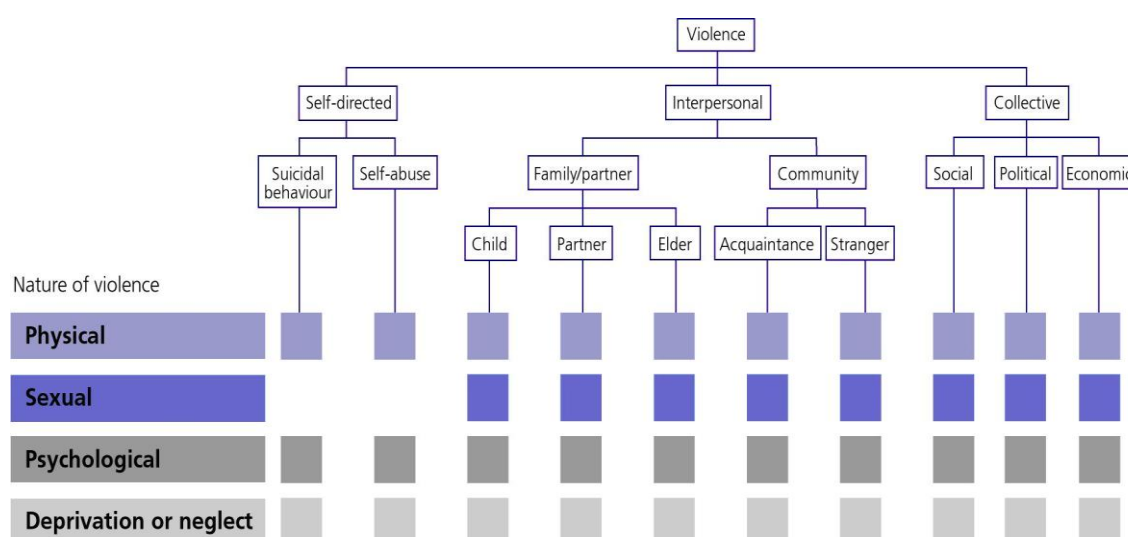 Violence
Self-directed
Interpersonal
Collective
Suicidal
behaviour
Self-abuse
Family/partner
Community
Social
Political
Economic
Child
Partner
Elder
Acquaintance
Stranger
Nature of violence
Physical
Sexual
Psychological
Deprivation or neglect